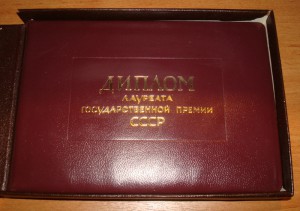 ДИПЛОМ
ЛАУРЕАТА
ГОСУДАРСТВЕННОЙ ПРЕМИИ
СССР